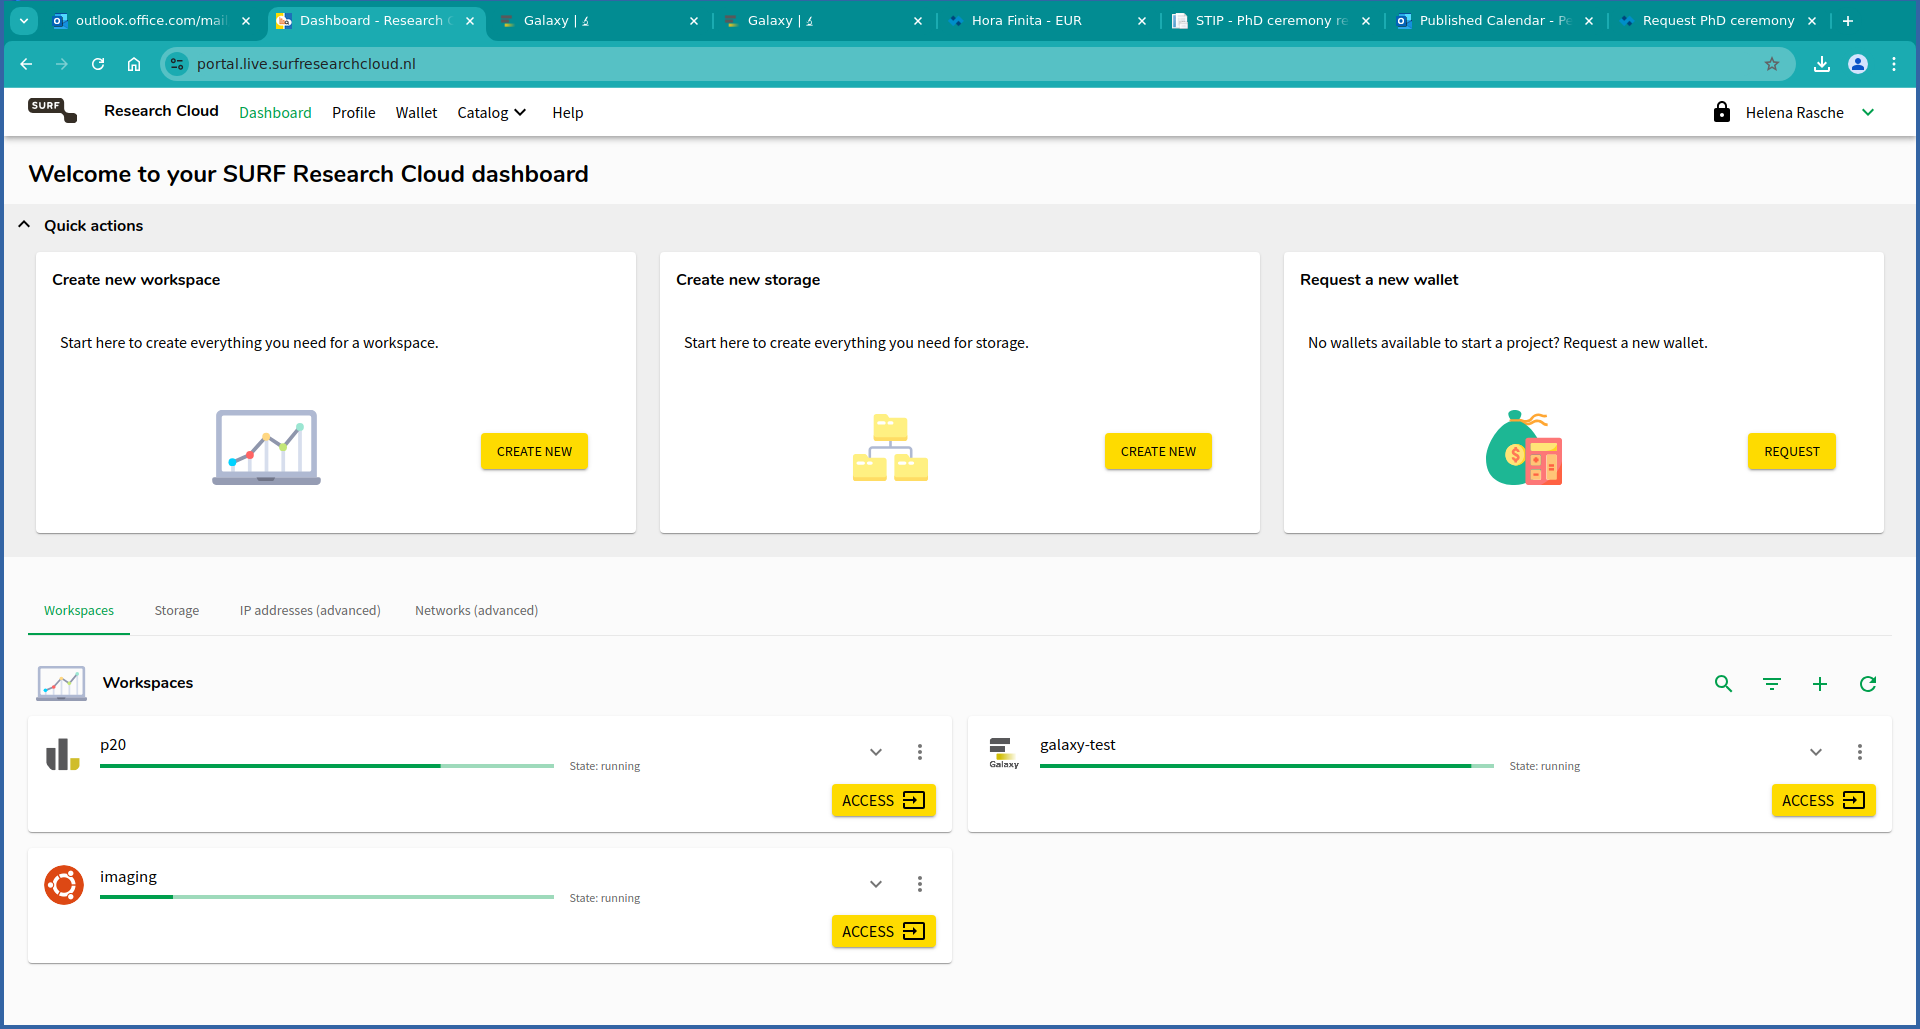 outlook.office.com/mai
Dashboard - Research
Galaxy |
Galaxy |
Hora Finita - EUR
STIP - PhD ceremony re
Published Calendar - Pe
Request PhD ceremony
portal.live.surfresearchcloud.nl
SURF
Research Cloud
Dashboard
Profile
Wallet
Catalog
Help
Helena Rasche
Welcome to your SURF Research Cloud dashboard
Quick actions
Create new workspace
Start here to create everything you need for a workspace.
CREATE NEW
Create new storage
Start here to create everything you need for storage.
CREATE NEW
Request a new wallet
No wallets available to start a project? Request a new wallet.
$
REQUEST
Workspaces
Storage
IP addresses (advanced)
Networks (advanced)
Workspaces
p20
State: running
ACCESS
Galaxy
galaxy-test
State: running
ACCESS
imaging
State: running
ACCESS